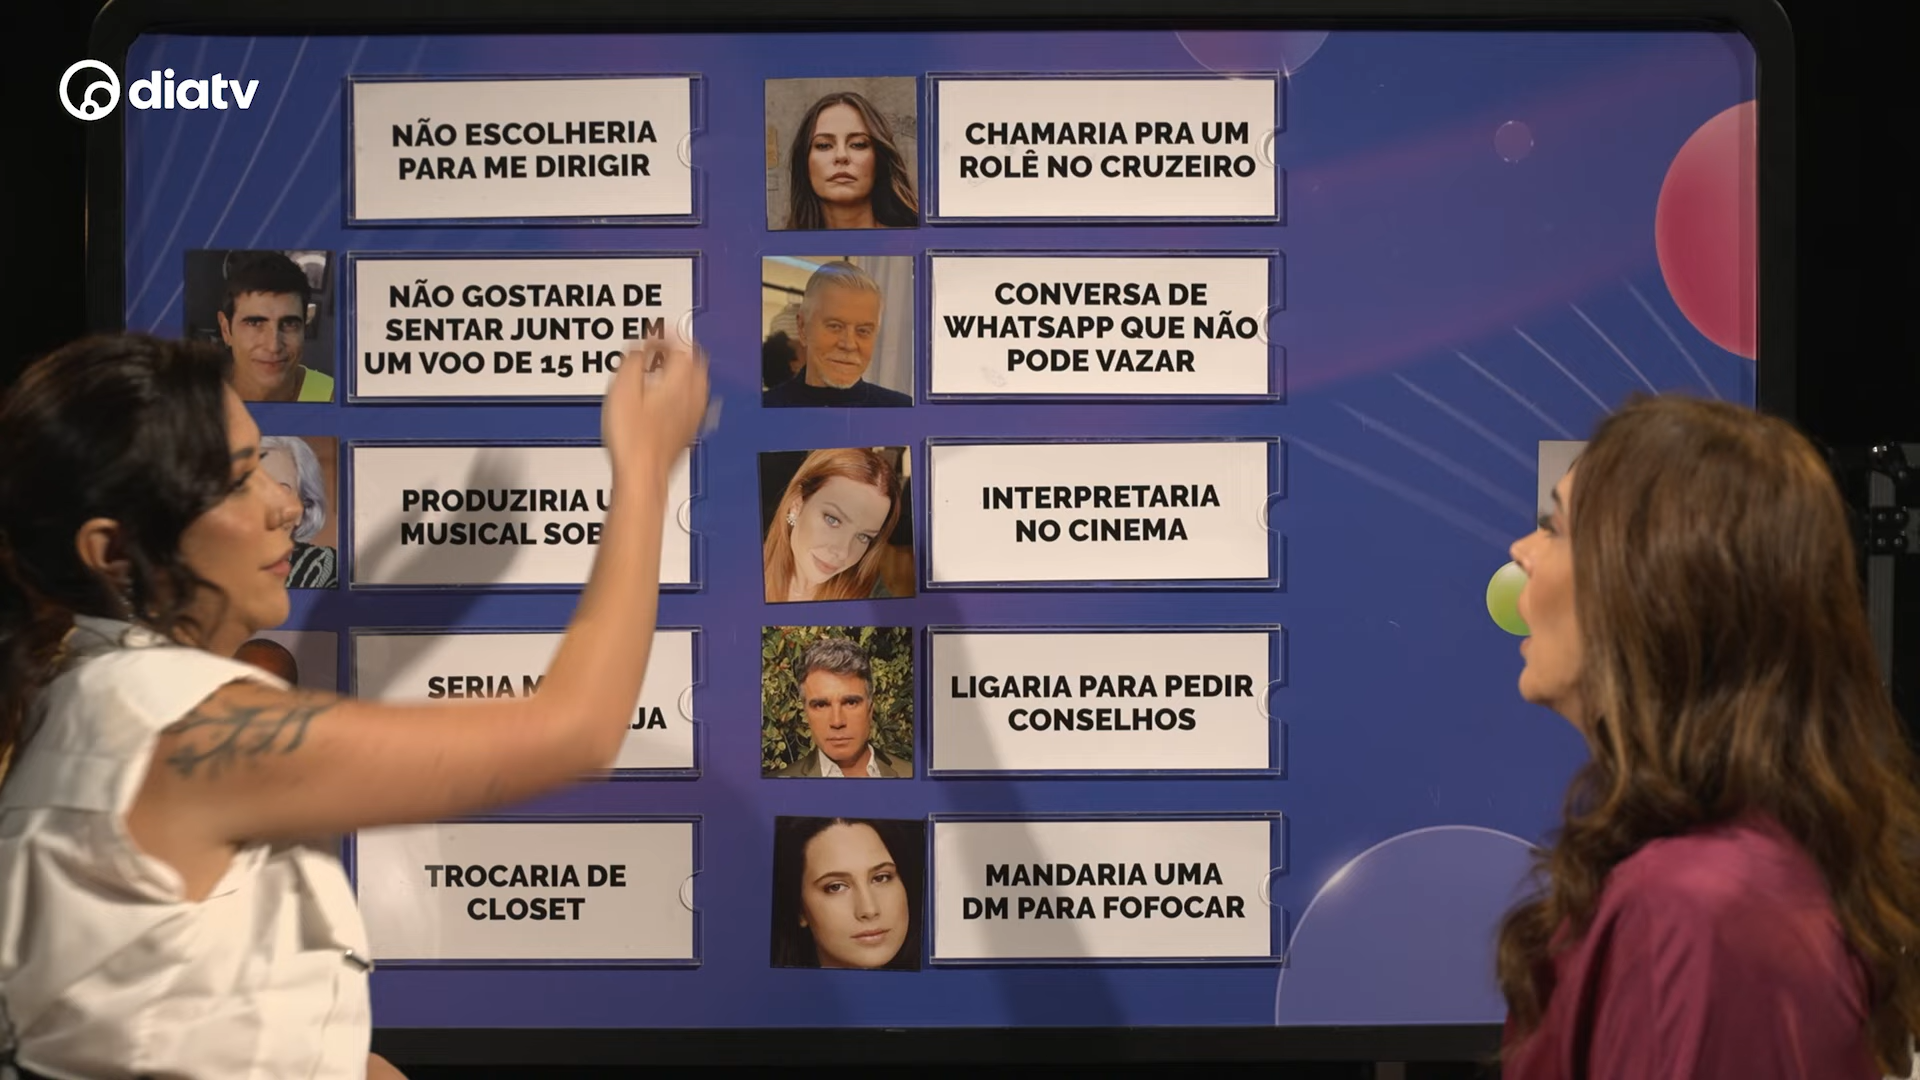 diatv
NÃO ESCOLHERIA
PARA ME DIRIGIR
CHAMARIA PRA UM
ROLÊ NO CRUZEIRO
NÃO GOSTARIA DE
SENTAR JUNTO EM
UM VOO DE 15
CONVERSA DE
WHATSAPP QUE NÃO
PODE VAZAR
PRODUZIRIA
MUSICAL
INTERPRETARIA
NO CINEMA
SERIA
LIGARIA PARA PEDIR
CONSELHOS
TROCARIA DE
CLOSET
MANDARIA UMA
DM PARA FOFOCAR